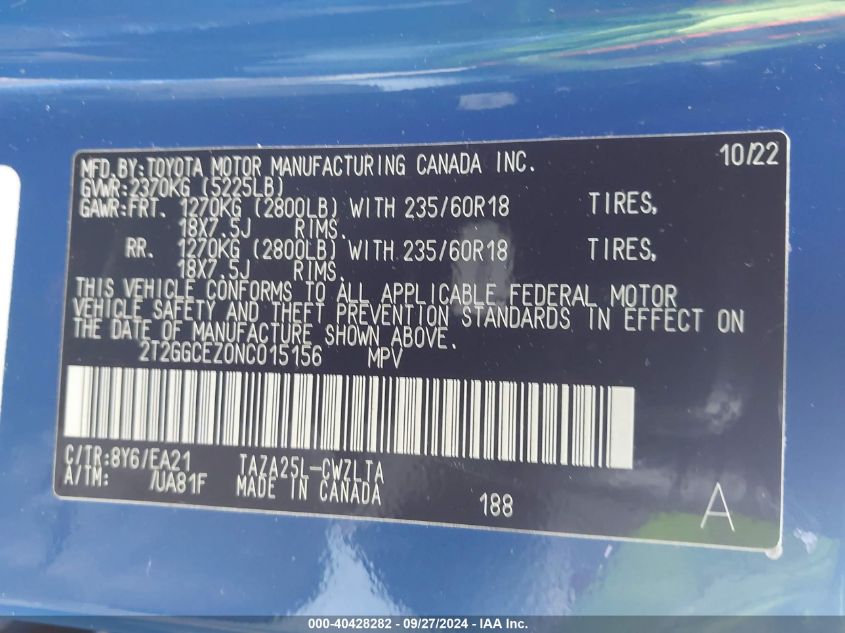 MFD.BY:TOYOTA MOTOR MANUFACTURING CANADA INC. 10/22
GVWR:2370KG (5225LB)
GAWR:FRT. 1270KG (2800LB) WITH 235/60R18 TIRES,
18X7.5J RIMS.
RR. 1270KG (2800LB) WITH 235/60R18 TIRES,
18X7.5J RIMS.
THIS VEHICLE CONFORMS TO ALL APPLICABLE FEDERAL MOTOR
VEHICLE SAFETY AND THEFT PREVENTION STANDARDS IN EFFECT ON
THE DATE OF MANUFACTURE SHOWN ABOVE.
2T2GGCEZ0NC015156 MPV
C/TR:8Y6/EA21 TAZA25L-CWZLTA
A/TM: /UA81F MADE IN CANADA
188 A
000-40428282 - 09/27/2024 - IAA Inc.